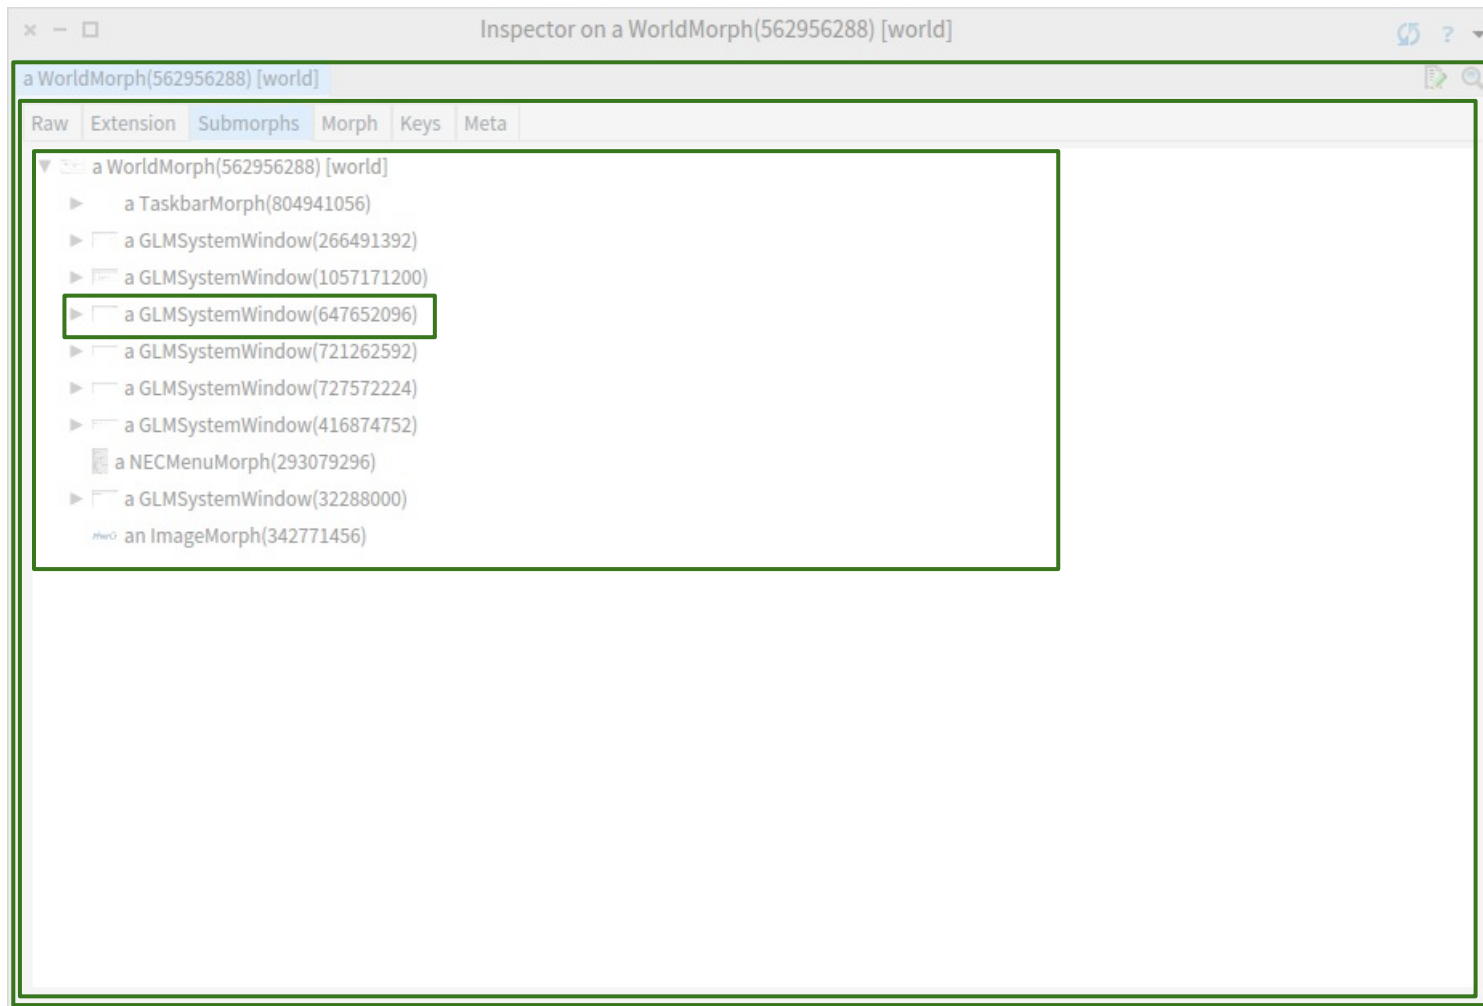 Inspector on a WorldMorph(562956288) [world] ?
a WorldMorph(562956288) [world]
Raw Extension Submorphs Morph Keys Meta
a WorldMorph(562956288) [world]
a TaskbarMorph(804941056)
a GLMSystemWindow(266491392)
a GLMSystemWindow(1057171200)
a GLMSystemWindow(647652096)
a GLMSystemWindow(721262592)
a GLMSystemWindow(727572224)
a GLMSystemWindow(416874752)
a NECMenuMorph(293079296)
a GLMSystemWindow(32288000)
an ImageMorph(342771456)